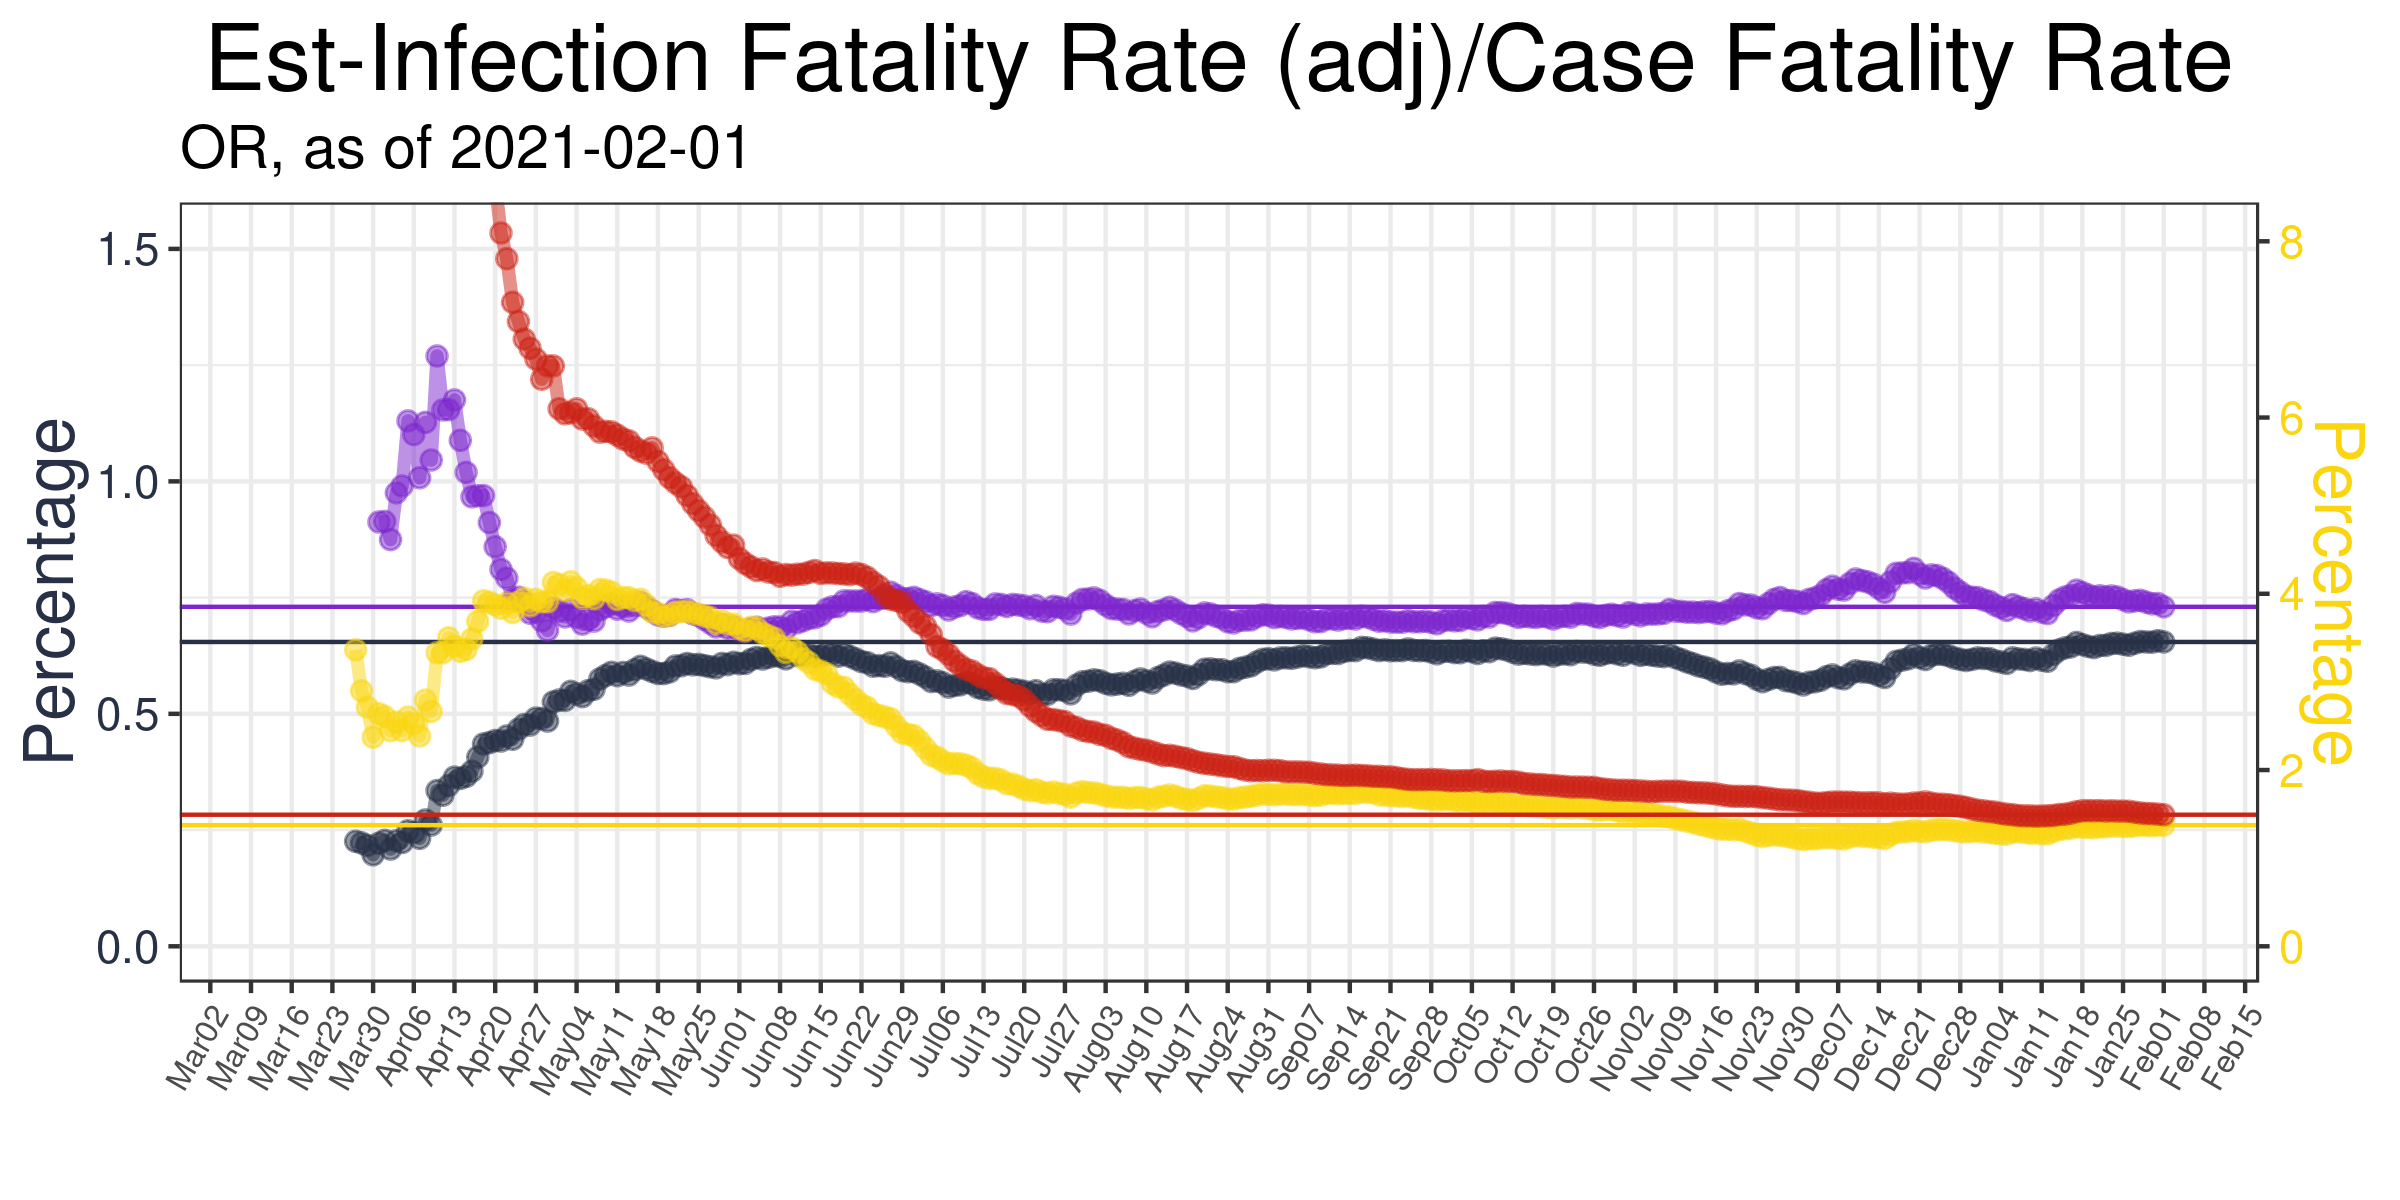 Est-Infection Fatality Rate (adj)/Case Fatality Rate
OR, as of 2021-02-01
Percentage
1.5
1.0
0.5
0.0
8
6
4
2
0
Percentage
Mar02
Mar09
Mar16
Mar23
Mar30
Apr06
Apr13
Apr20
Apr27
May04
May11
May18
May25
Jun01
Jun08
Jun15
Jun22
Jun29
Jul06
Jul13
Jul20
Jul27
Aug03
Aug10
Aug17
Aug24
Aug31
Sep07
Sep14
Sep21
Sep28
Oct05
Oct12
Oct19
Oct26
Nov02
Nov09
Nov16
Nov23
Nov30
Dec07
Dec14
Dec21
Dec28
Jan04
Jan11
Jan18
Jan25
Feb01
Feb08
Feb15